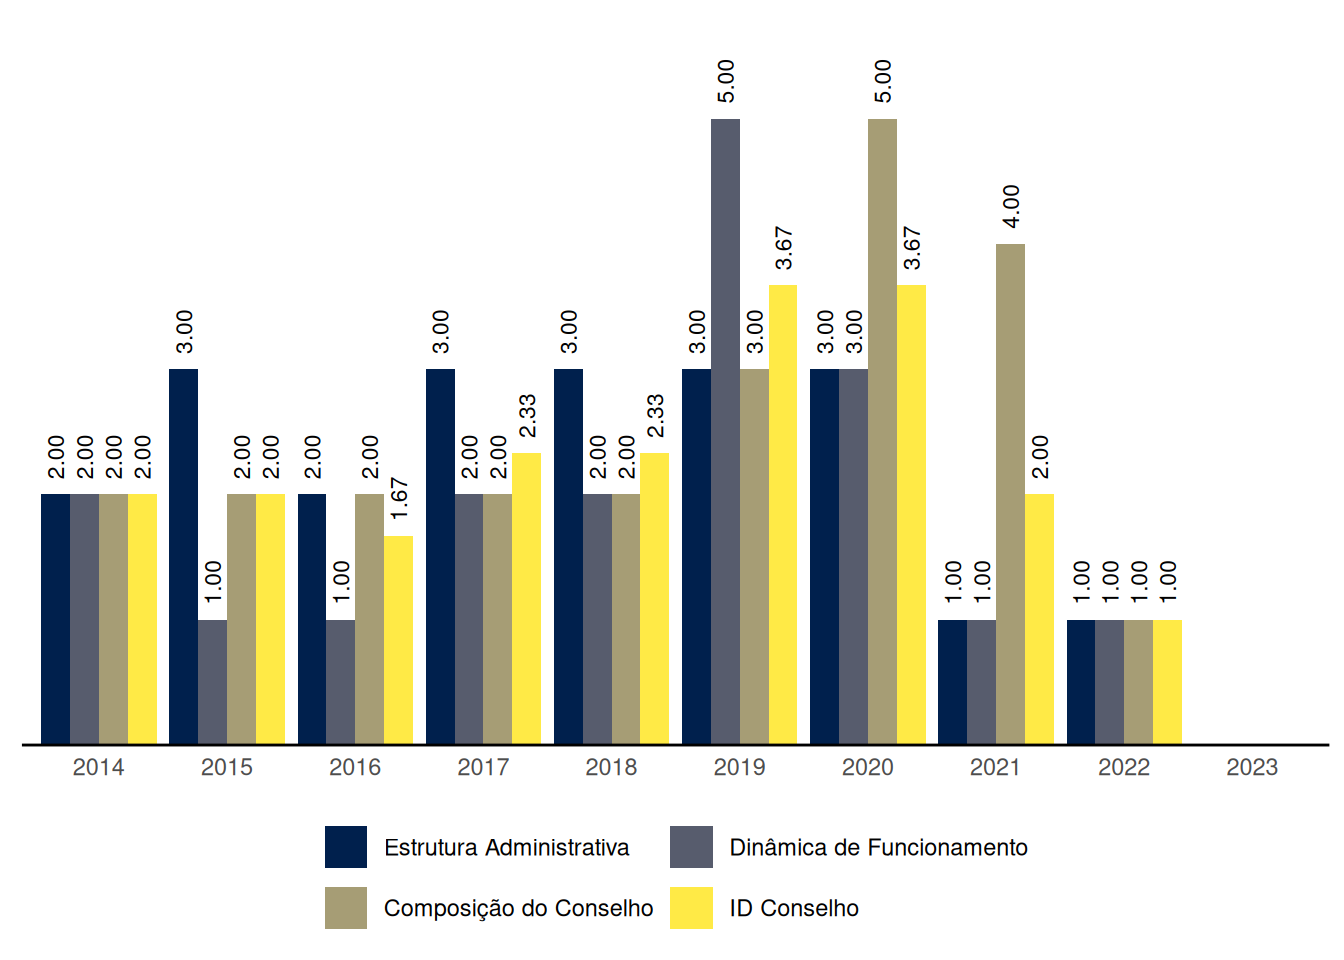 2.00 2.00 2.00 2.00 3.00 1.00 2.00 2.00 2.00 1.00 2.00 1.67 3.00 2.00 2.00 2.33 3.00 2.00 2.00 2.33 3.00 5.00 3.00 3.67 3.00 3.00 5.00 3.67 1.00 1.00 4.00 2.00 1.00 1.00 1.00 1.00
2014 2015 2016 2017 2018 2019 2020 2021 2022 2023
Estrutura Administrativa Dinâmica de Funcionamento
Composição do Conselho ID Conselho